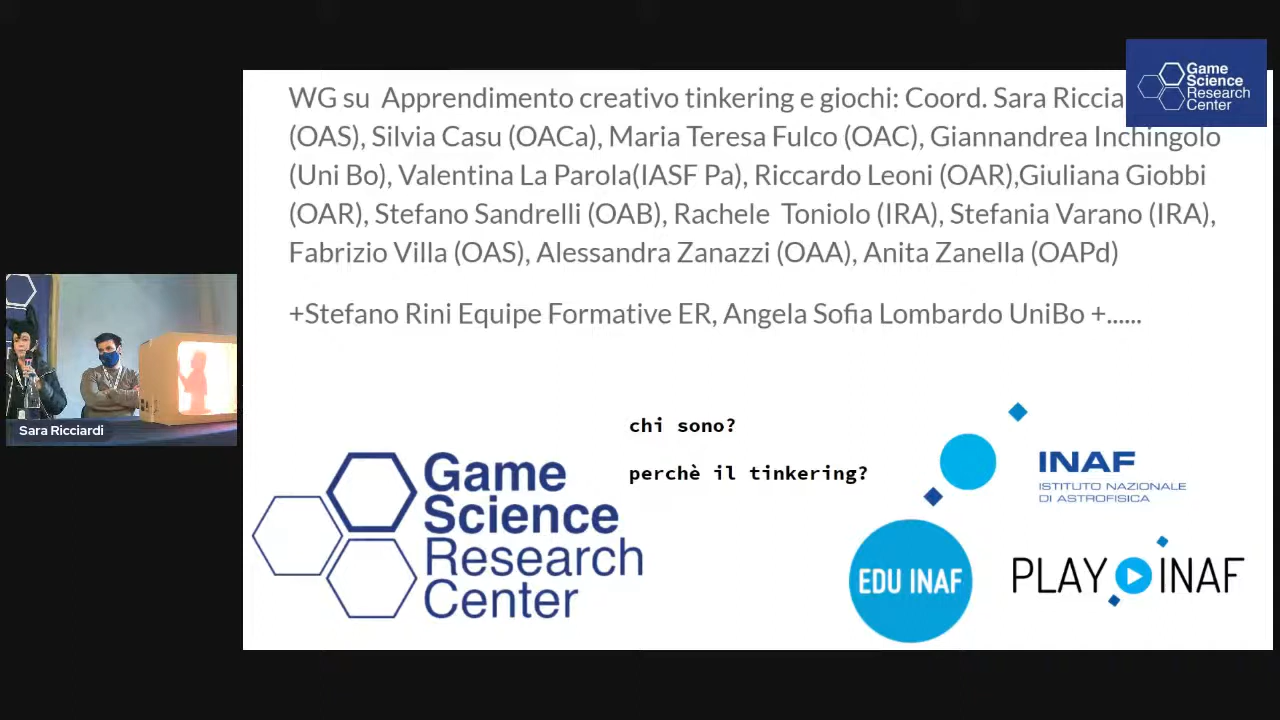 WG su Apprendimento creativo tinkering e giochi: Coord. Sara
(OAS), Silvia Casu (OACa), Maria Teresa Fulco (OAC), Giannandrea Inchingolo
(Uni Bo), Valentina La Parola(IASF Pa), Riccardo Leoni (OAR),Giuliana Giobbi
(OAR), Stefano Sandrelli (OAB), Rachele Toniolo (IRA), Stefania Varano (IRA),
Fabrizio Villa (OAS), Alessandra Zanazzi (OAA), Anita Zanella (OAPd)
+Stefano Rini Equipe Formative ER, Angela Sofia Lombardo UniBo +......
Game
Science
Research
Center
Sara Ricciardi
chi sono?
perchè il tinkering?
Game
Science
Research
Center
INAF
ISTITUTO NAZIONALE
DI ASTROFISICA
EDU INAF
PLAY INAF